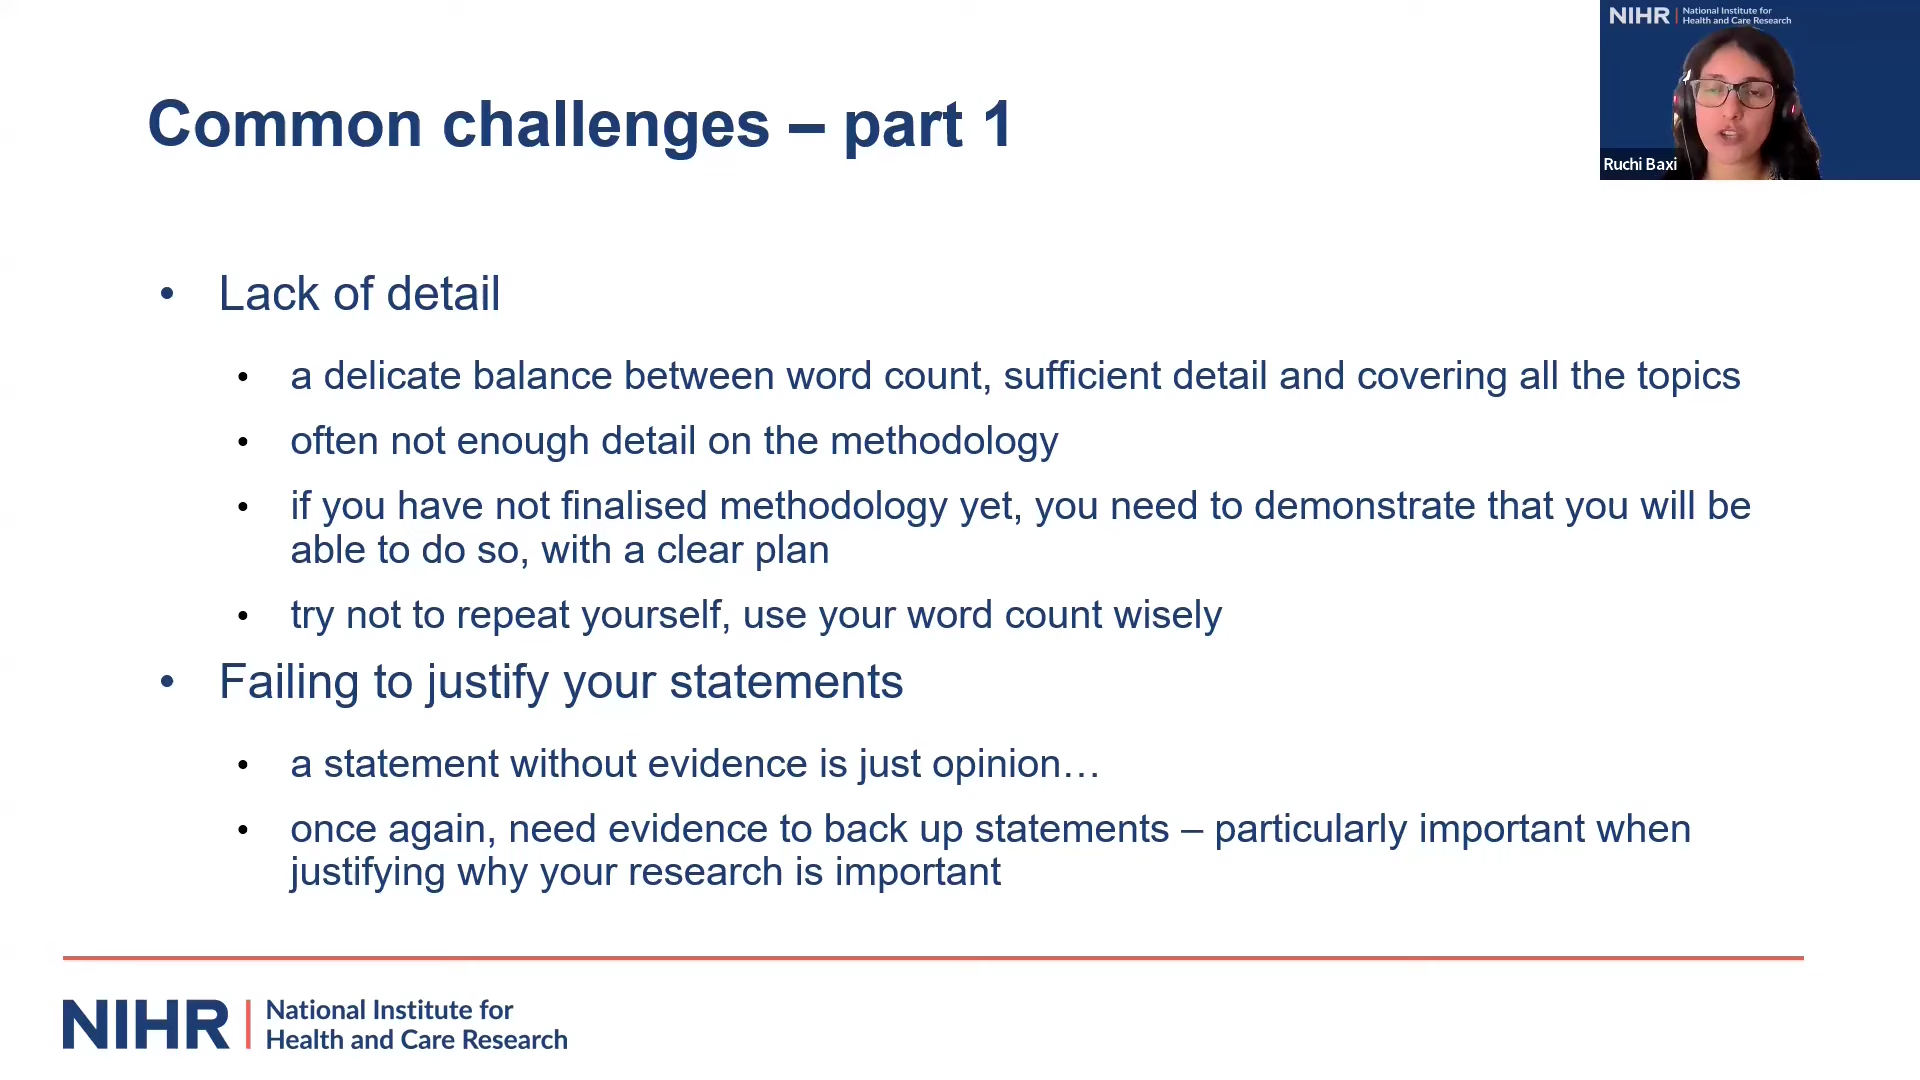 NIHR | National Institute for
Health and Care Research
Ruchi Baxi
Common challenges – part 1
• Lack of detail
• a delicate balance between word count, sufficient detail and covering all the topics
• often not enough detail on the methodology
• if you have not finalised methodology yet, you need to demonstrate that you will be
able to do so, with a clear plan
• try not to repeat yourself, use your word count wisely
• Failing to justify your statements
• a statement without evidence is just opinion…
• once again, need evidence to back up statements – particularly important when
justifying why your research is important
NIHR | National Institute for
Health and Care Research